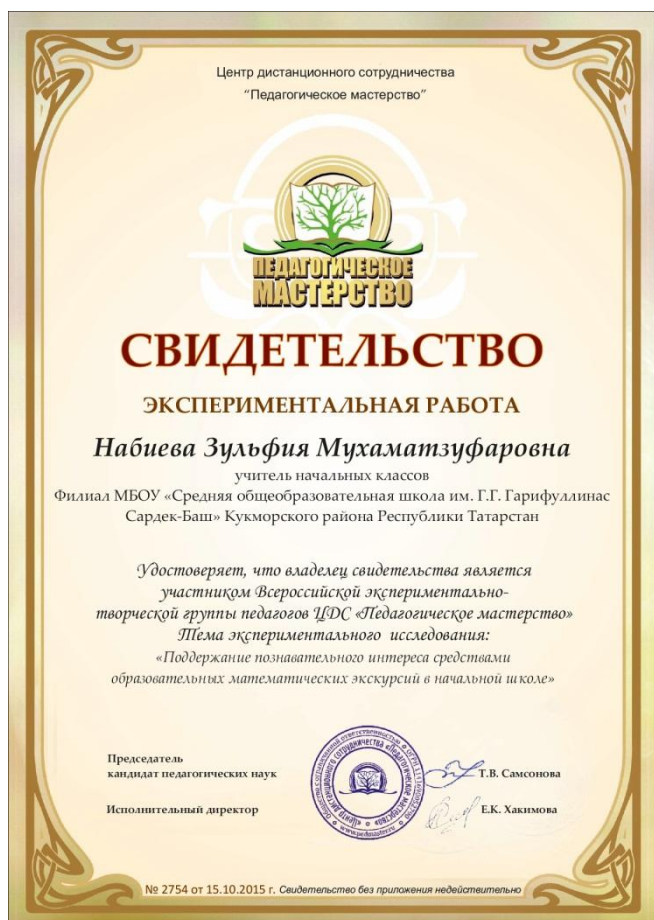 Центр дистанционного сотрудничества
"Педагогическое мастерство"
ПЕДАГОГИЧЕСКОЕ
МАСТЕРСТВО
СВИДЕТЕЛЬСТВО
ЭКСПЕРИМЕНТАЛЬНАЯ РАБОТА
Набиева Зульфия Мухаматзуфаровна
учитель начальных классов
Филиал МБОУ «Средняя общеобразовательная школа им. Г.Г. Гарифуллинас
Сардек-Баш» Кукморского района Республики Татарстан
Удостоверяет, что владелец свидетельства является
участником Всероссийской экспериментально-
творческой группы педагогов ЦДС «Педагогическое мастерство»
Тема экспериментального исследования:
«Поддержание познавательного интереса средствами
образовательных математических экскурсий в начальной школе»
Председатель
кандидат педагогических наук
Т.В. Самсонова
Исполнительный директор
Е.К. Хакимова
№ 2754 от 15.10.2015 г. Свидетельство без приложения недействительно